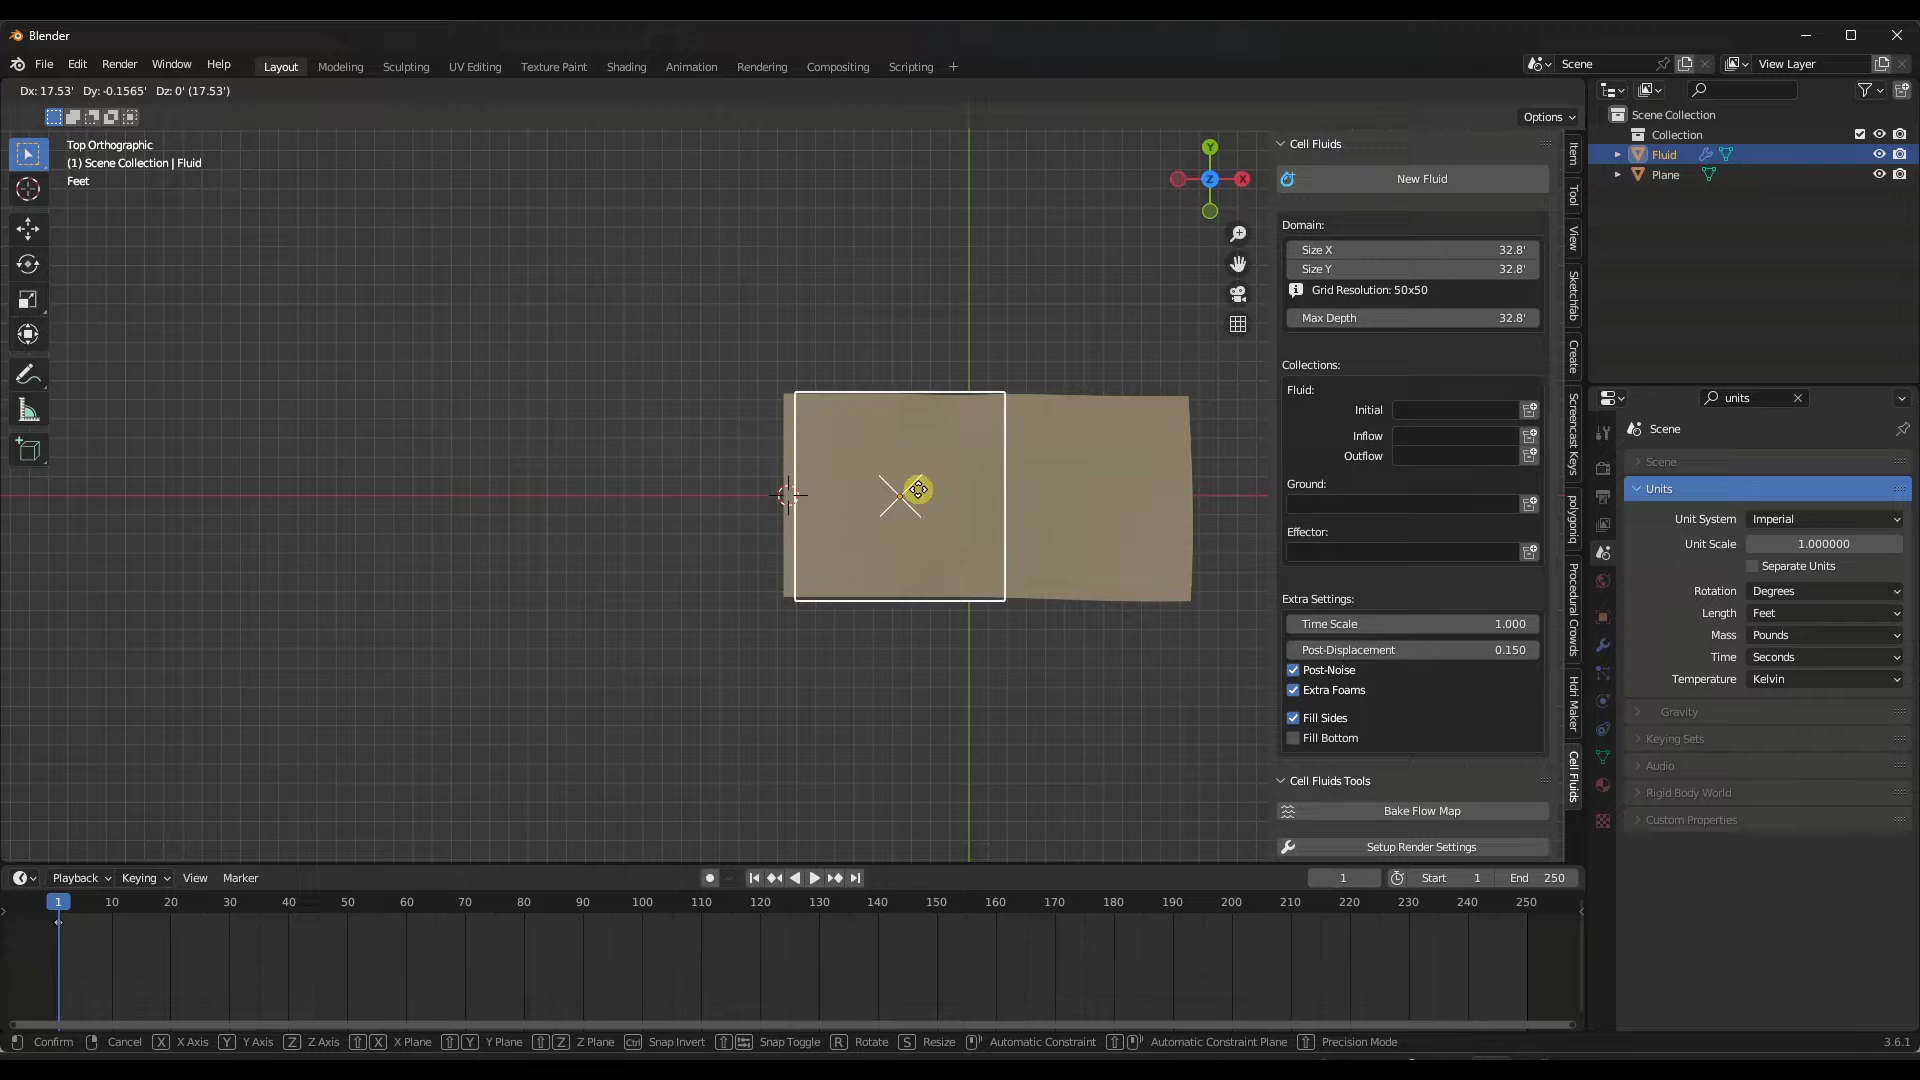 Blender
File Edit Render Window Help
Layout Modeling Sculpting UV Editing Texture Paint Shading Animation Rendering Compositing Scripting +
Scene
View Layer
Dx: 17.53' Dy: -0.1565' Dz: 0' (17.53')
Options
Top Orthographic
(1) Scene Collection | Fluid
Feet
Y
Z
X
Cell Fluids
New Fluid
Domain:
Size X 32.8'
Size Y 32.8'
Grid Resolution: 50x50
Max Depth 32.8'
Collections:
Fluid:
Initial
Inflow
Outflow
Ground:
Effector:
Extra Settings:
Time Scale 1.000
Post-Displacement 0.150
Post-Noise
Extra Foams
Fill Sides
Fill Bottom
Cell Fluids Tools
Bake Flow Map
Setup Render Settings
Item
Tool
View
Sketchfab
Create
Screencast Keys
polygoniq
Procedural Crowds
Hdri Maker
Cell Fluids
Scene Collection
Collection
Fluid
Plane
units
Scene
Scene
Units
Unit System Imperial
Unit Scale 1.000000
Separate Units
Rotation Degrees
Length Feet
Mass Pounds
Time Seconds
Temperature Kelvin
Gravity
Keying Sets
Audio
Rigid Body World
Custom Properties
Playback Keying View Marker
1 Start 1 End 250
1 10 20 30 40 50 60 70 80 90 100 110 120 130 140 150 160 170 180 190 200 210 220 230 240 250
Confirm Cancel X X Axis Y Y Axis Z Z Axis X X Plane Y Y Plane Z Z Plane Ctrl Snap Invert Snap Toggle R Rotate S Resize Automatic Constraint Automatic Constraint Plane Precision Mode 3.6.1